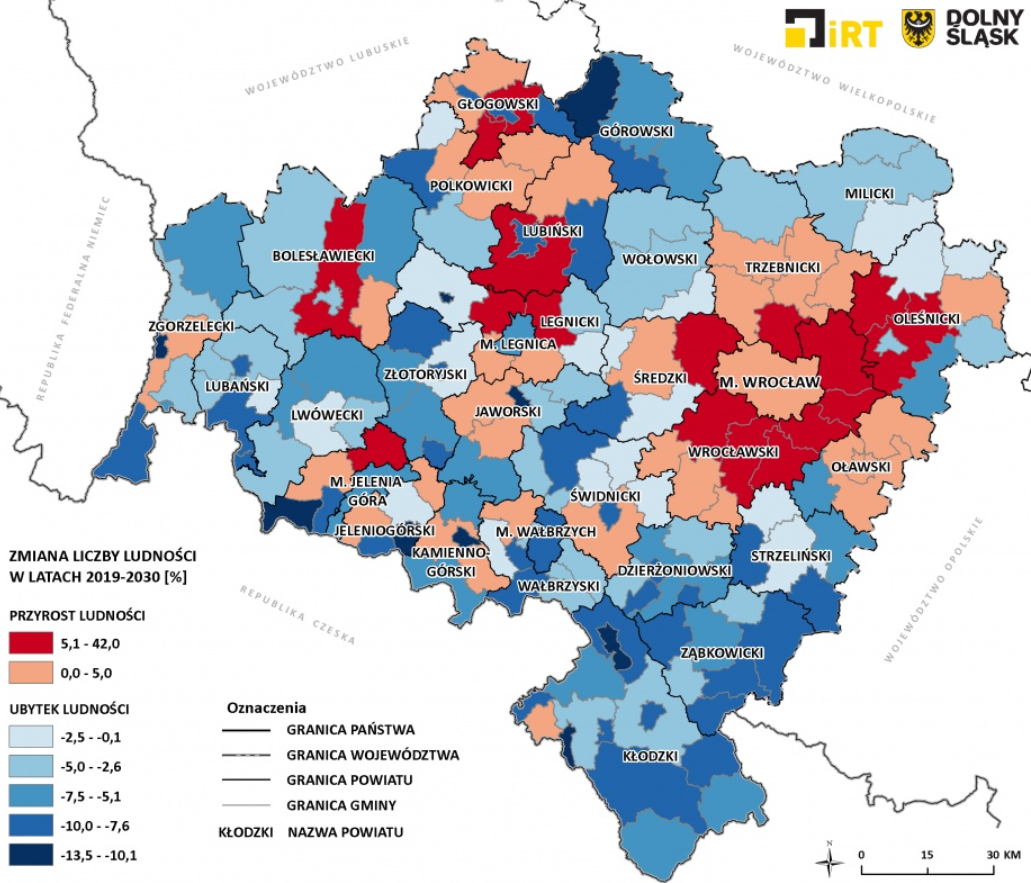 iRT
DOLNY
ŚLĄSK
WOJEWÓDZTWO LUBUSKIE
WOJEWÓDZTWO WIELKOPOLSKIE
GŁOGOWSKI
GÓROWSKI
POLKOWICKI
MILICKI
REPUBLIKA FEDERALNA NIEMIEC
LUBIŃSKI
BOLESŁAWIECKI
WOŁOWSKI
TRZEBNICKI
ZGORZELECKI
LEGNICKI
OLEŚNICKI
M. LEGNICA
LUBAŃSKI
ZŁOTORYJSKI
ŚREDZKI
M. WROCŁAW
LWÓWECKI
JAWORSKI
WROCŁAWSKI
OŁAWSKI
M. JELENIA
GÓRA
ŚWIDNICKI
JELENIOGÓRSKI
M. WAŁBRZYCH
KAMIENNO-
GÓRSKI
STRZELIŃSKI
WAŁBRZYSKI
DZIERŻONIOWSKI
WOJEWÓDZTWO OPOLSKIE
REPUBLIKA CZESKA
ZĄBKOWICKI
KŁODZKI
ZMIANA LICZBY LUDNOŚCI
W LATACH 2019-2030 [%]
PRZYROST LUDNOŚCI
5,1 - 42,0
0,0 - 5,0
UBYTEK LUDNOŚCI
-2,5 - -0,1
-5,0 - -2,6
-7,5 - -5,1
-10,0 - -7,6
-13,5 - -10,1
Oznaczenia
GRANICA PAŃSTWA
GRANICA WOJEWÓDZTWA
GRANICA POWIATU
GRANICA GMINY
KŁODZKI NAZWA POWIATU
N
0 15 30 KM